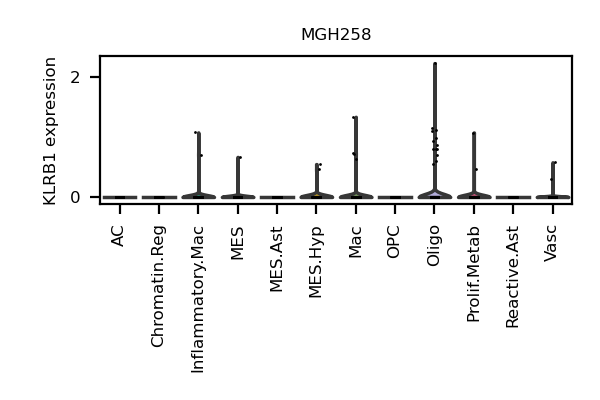 MGH258
KLRB1 expression
2
0
AC
Chromatin.Reg
Inflammatory.Mac
MES
MES.Ast
MES.Hyp
Mac
OPC
Oligo
Prolif.Metab
Reactive.Ast
Vasc